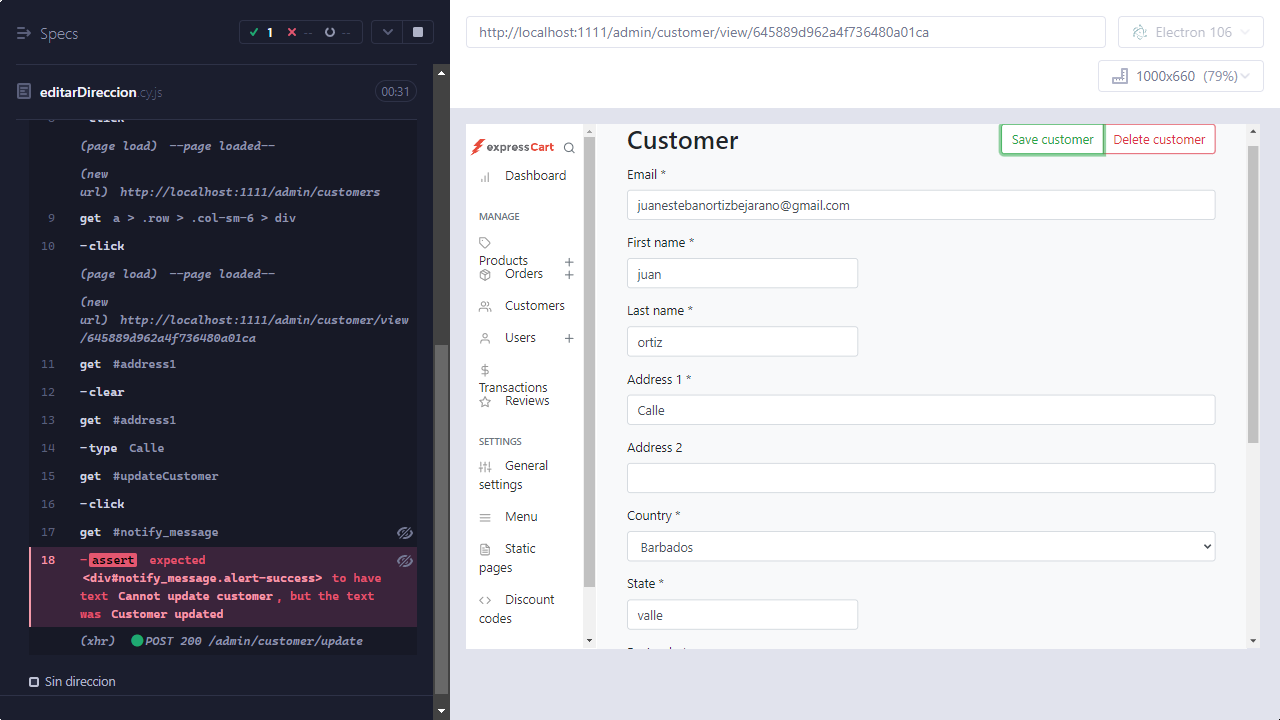 Specs
1
--
--
editarDireccion.cy.js
00:31
8 -click
(page load) --page loaded--
(new
url) http://localhost:1111/admin/customers
9 get a > .row > .col-sm-6 > div
10 -click
(page load) --page loaded--
(new
url) http://localhost:1111/admin/customer/view
/645889d962a4f736480a01ca
11 get #address1
12 -clear
13 get #address1
14 -type Calle
15 get #updateCustomer
16 -click
17 get #notify_message
18 -assert expected
<div#notify_message.alert-success> to have
text Cannot update customer, but the text
was Customer updated
(xhr) POST 200 /admin/customer/update
Sin direccion
http://localhost:1111/admin/customer/view/645889d962a4f736480a01ca
Electron 106
1000x660 (79%)
expressCart
Dashboard
MANAGE
Products +
Orders +
Customers
Users +
Transactions
Reviews
SETTINGS
General
settings
Menu
Static
pages
Discount
codes
Customer
Save customer
Delete customer
Email *
juanestebanortizbejarano@gmail.com
First name *
juan
Last name *
ortiz
Address 1 *
Calle
Address 2
Country *
Barbados
State *
valle